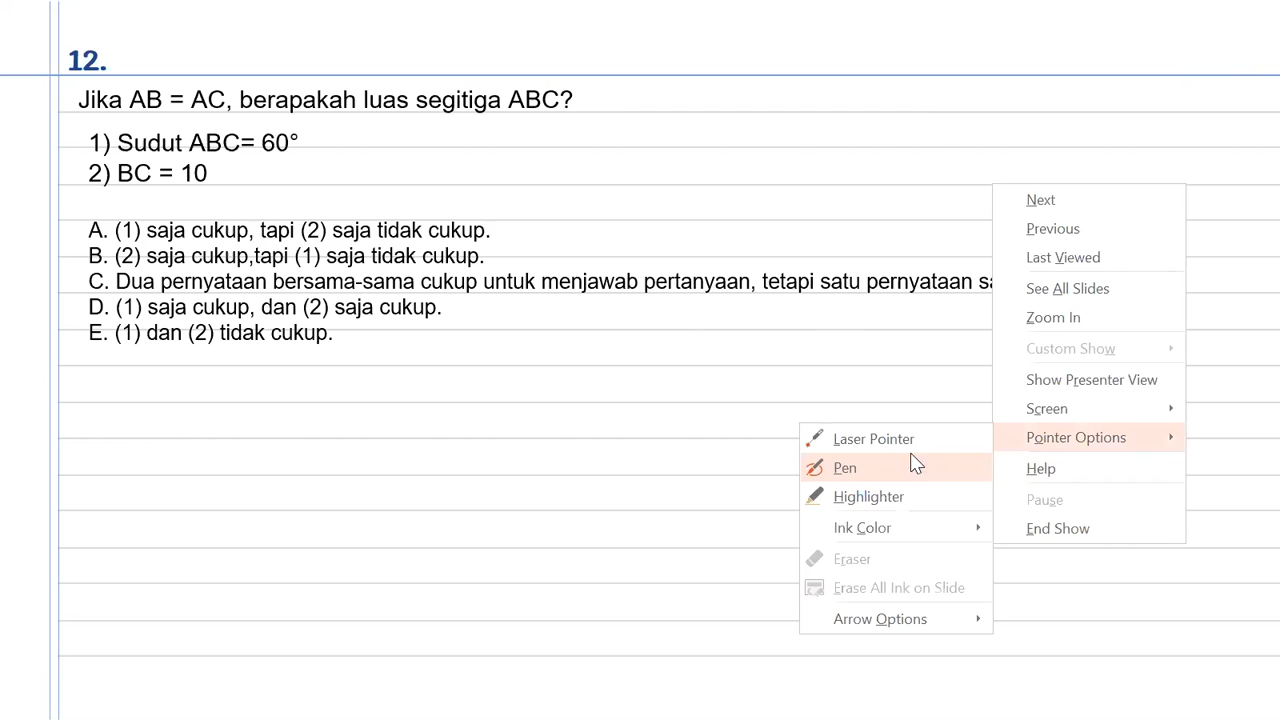 12.
Jika AB = AC, berapakah luas segitiga ABC?
1) Sudut ABC= 60°
2) BC = 10
A. (1) saja cukup, tapi (2) saja tidak cukup.
B. (2) saja cukup,tapi (1) saja tidak cukup.
C. Dua pernyataan bersama-sama cukup untuk menjawab pertanyaan, tetapi satu pernyataan
D. (1) saja cukup, dan (2) saja cukup.
E. (1) dan (2) tidak cukup.
Next
Previous
Last Viewed
See All Slides
Zoom In
Custom Show
Show Presenter View
Screen
Pointer Options
Help
Pause
End Show
Laser Pointer
Pen
Highlighter
Ink Color
Eraser
Erase All Ink on Slide
Arrow Options